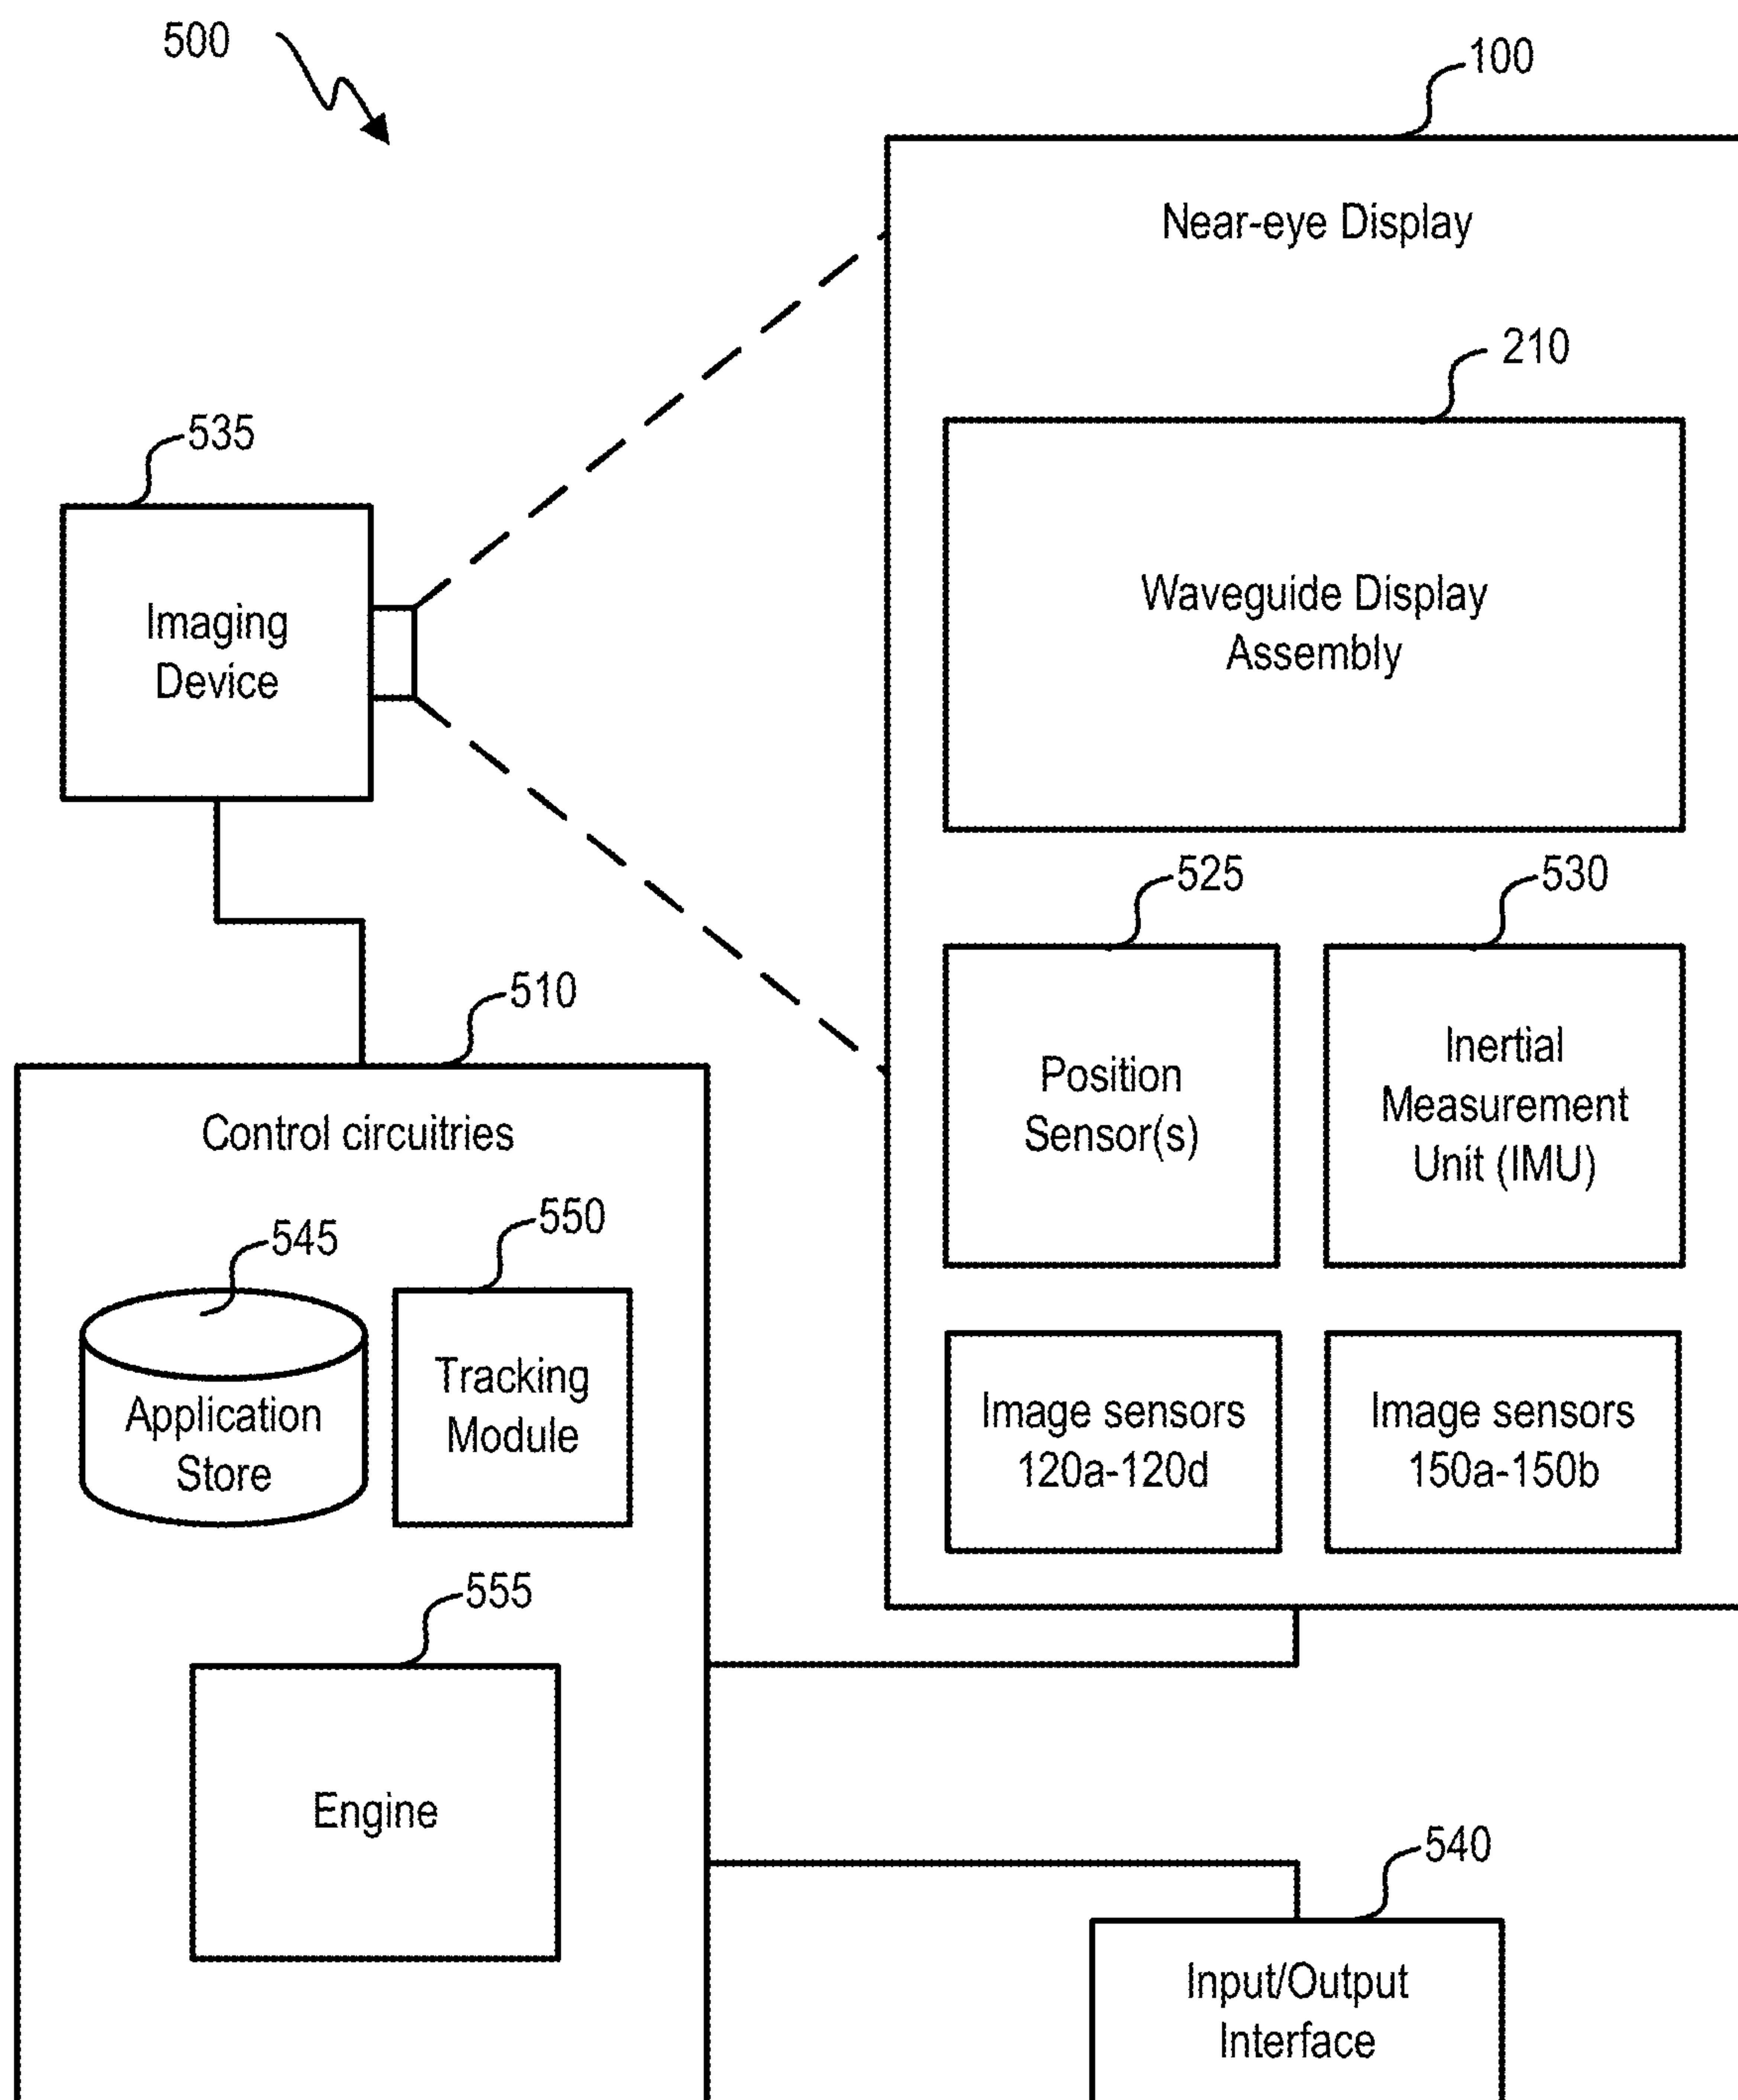 500
100
Near-eye Display
210
Waveguide Display
Assembly
535
Imaging
Device
525
530
Position
Sensor(s)
Inertial
Measurement
Unit (IMU)
Image sensors
120a-120d
Image sensors
150a-150b
510
Control circuitries
545
550
Application
Store
Tracking
Module
555
Engine
540
Input/Output
Interface